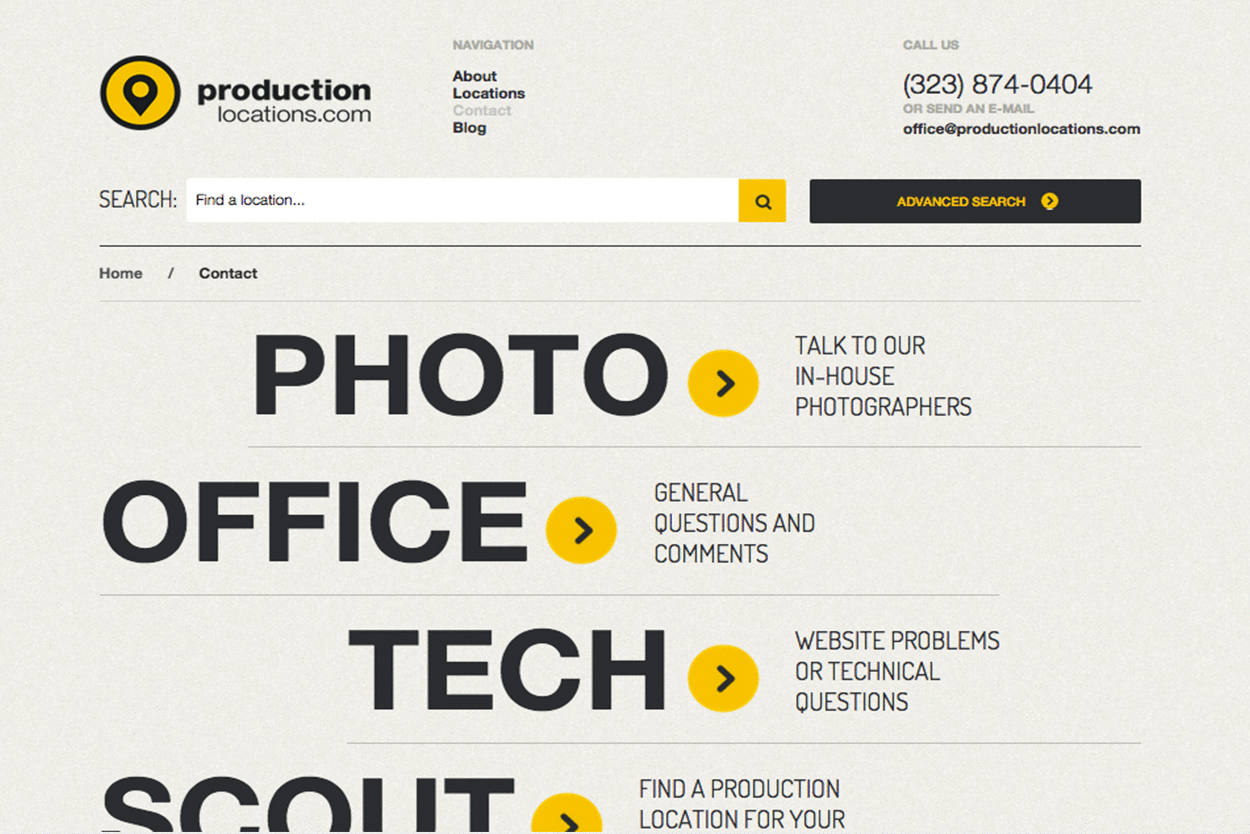 production
locations.com
NAVIGATION
About
Locations
Contact
Blog
CALL US
(323) 874-0404
OR SEND AN E-MAIL
office@productionlocations.com
SEARCH:
Find a location...
ADVANCED SEARCH
Home / Contact
PHOTO
TALK TO OUR
IN-HOUSE
PHOTOGRAPHERS
OFFICE
GENERAL
QUESTIONS AND
COMMENTS
TECH
WEBSITE PROBLEMS
OR TECHNICAL
QUESTIONS
SCOUT
FIND A PRODUCTION
LOCATION FOR YOUR